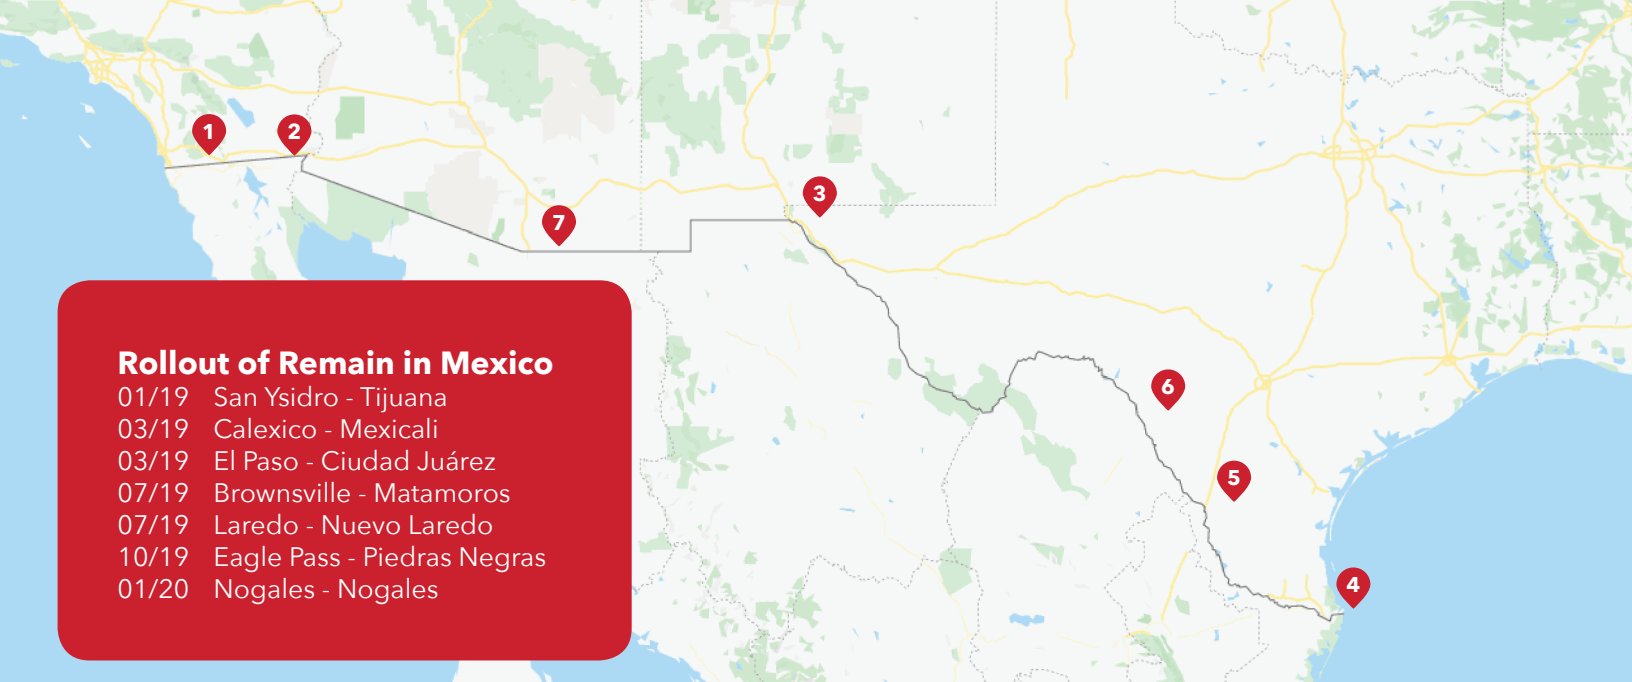 1
2
3
7
Rollout of Remain in Mexico
01/19 San Ysidro - Tijuana
03/19 Calexico - Mexicali
03/19 El Paso - Ciudad Juárez
07/19 Brownsville - Matamoros
07/19 Laredo - Nuevo Laredo
10/19 Eagle Pass - Piedras Negras
01/20 Nogales - Nogales
6
5
4